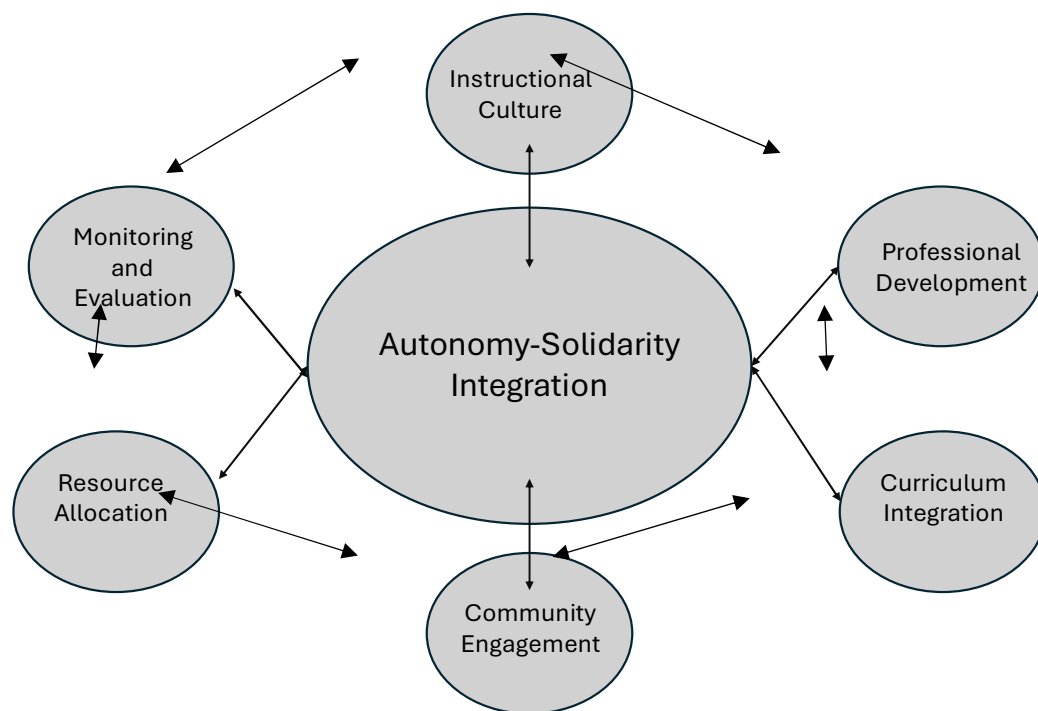 Instructional
Culture
Monitoring
and
Evaluation
Professional
Development
Autonomy-Solidarity
Integration
Resource
Allocation
Curriculum
Integration
Community
Engagement